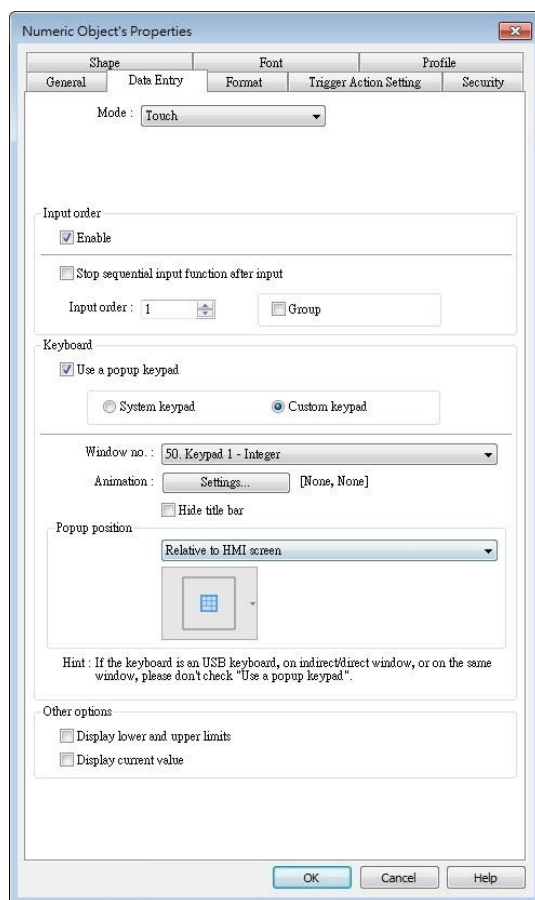 Numeric Object's Properties
Shape Font Profile
General Data Entry Format Trigger Action Setting Security
Mode : Touch
Input order
Enable
Stop sequential input function after input
Input order : 1 Group
Keyboard
Use a popup keypad
System keypad Custom keypad
Window no. : 50. Keypad 1 - Integer
Animation : Settings... [None, None]
Hide title bar
Popup position
Relative to HMI screen
Hint : If the keyboard is an USB keyboard, on indirect/direct window, or on the same
window, please don't check "Use a popup keypad".
Other options
Display lower and upper limits
Display current value
OK Cancel Help